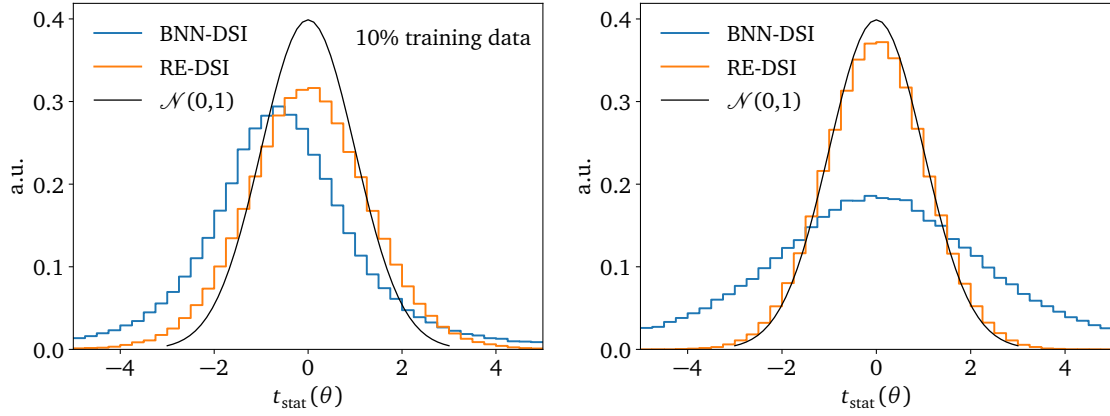 0.4
0.3
0.2
0.1
0.0
a.u.
BNN-DSI
RE-DSI
𝒩(0,1)
10% training data
−4 −2 0 2 4
t_stat(θ)
0.4
0.3
0.2
0.1
0.0
a.u.
BNN-DSI
RE-DSI
𝒩(0,1)
−4 −2 0 2 4
t_stat(θ)